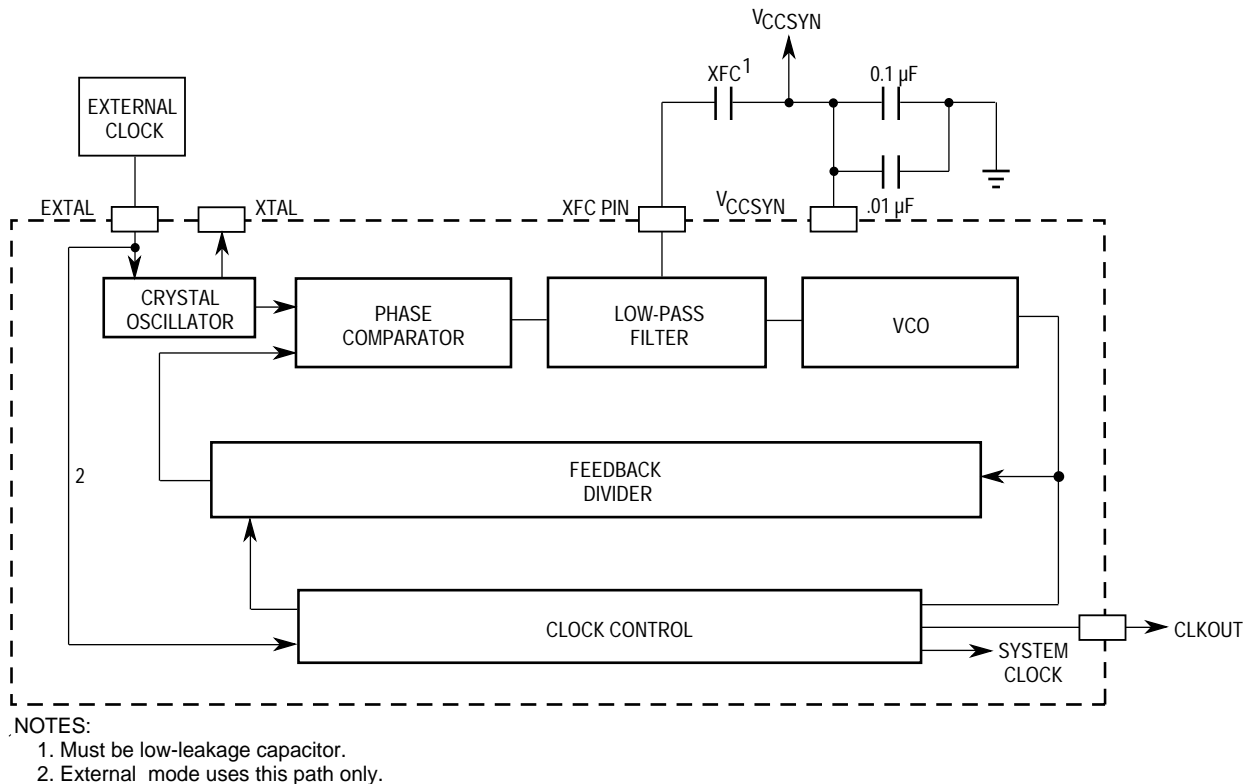 VCCSYN
XFC1
0.1 µF
EXTERNAL
CLOCK
EXTAL
XTAL
XFC PIN
VCCSYN
.01 µF
CRYSTAL
OSCILLATOR
PHASE
COMPARATOR
LOW-PASS
FILTER
VCO
2
FEEDBACK
DIVIDER
CLOCK CONTROL
CLKOUT
SYSTEM
CLOCK
NOTES:
1. Must be low-leakage capacitor.
2. External mode uses this path only.